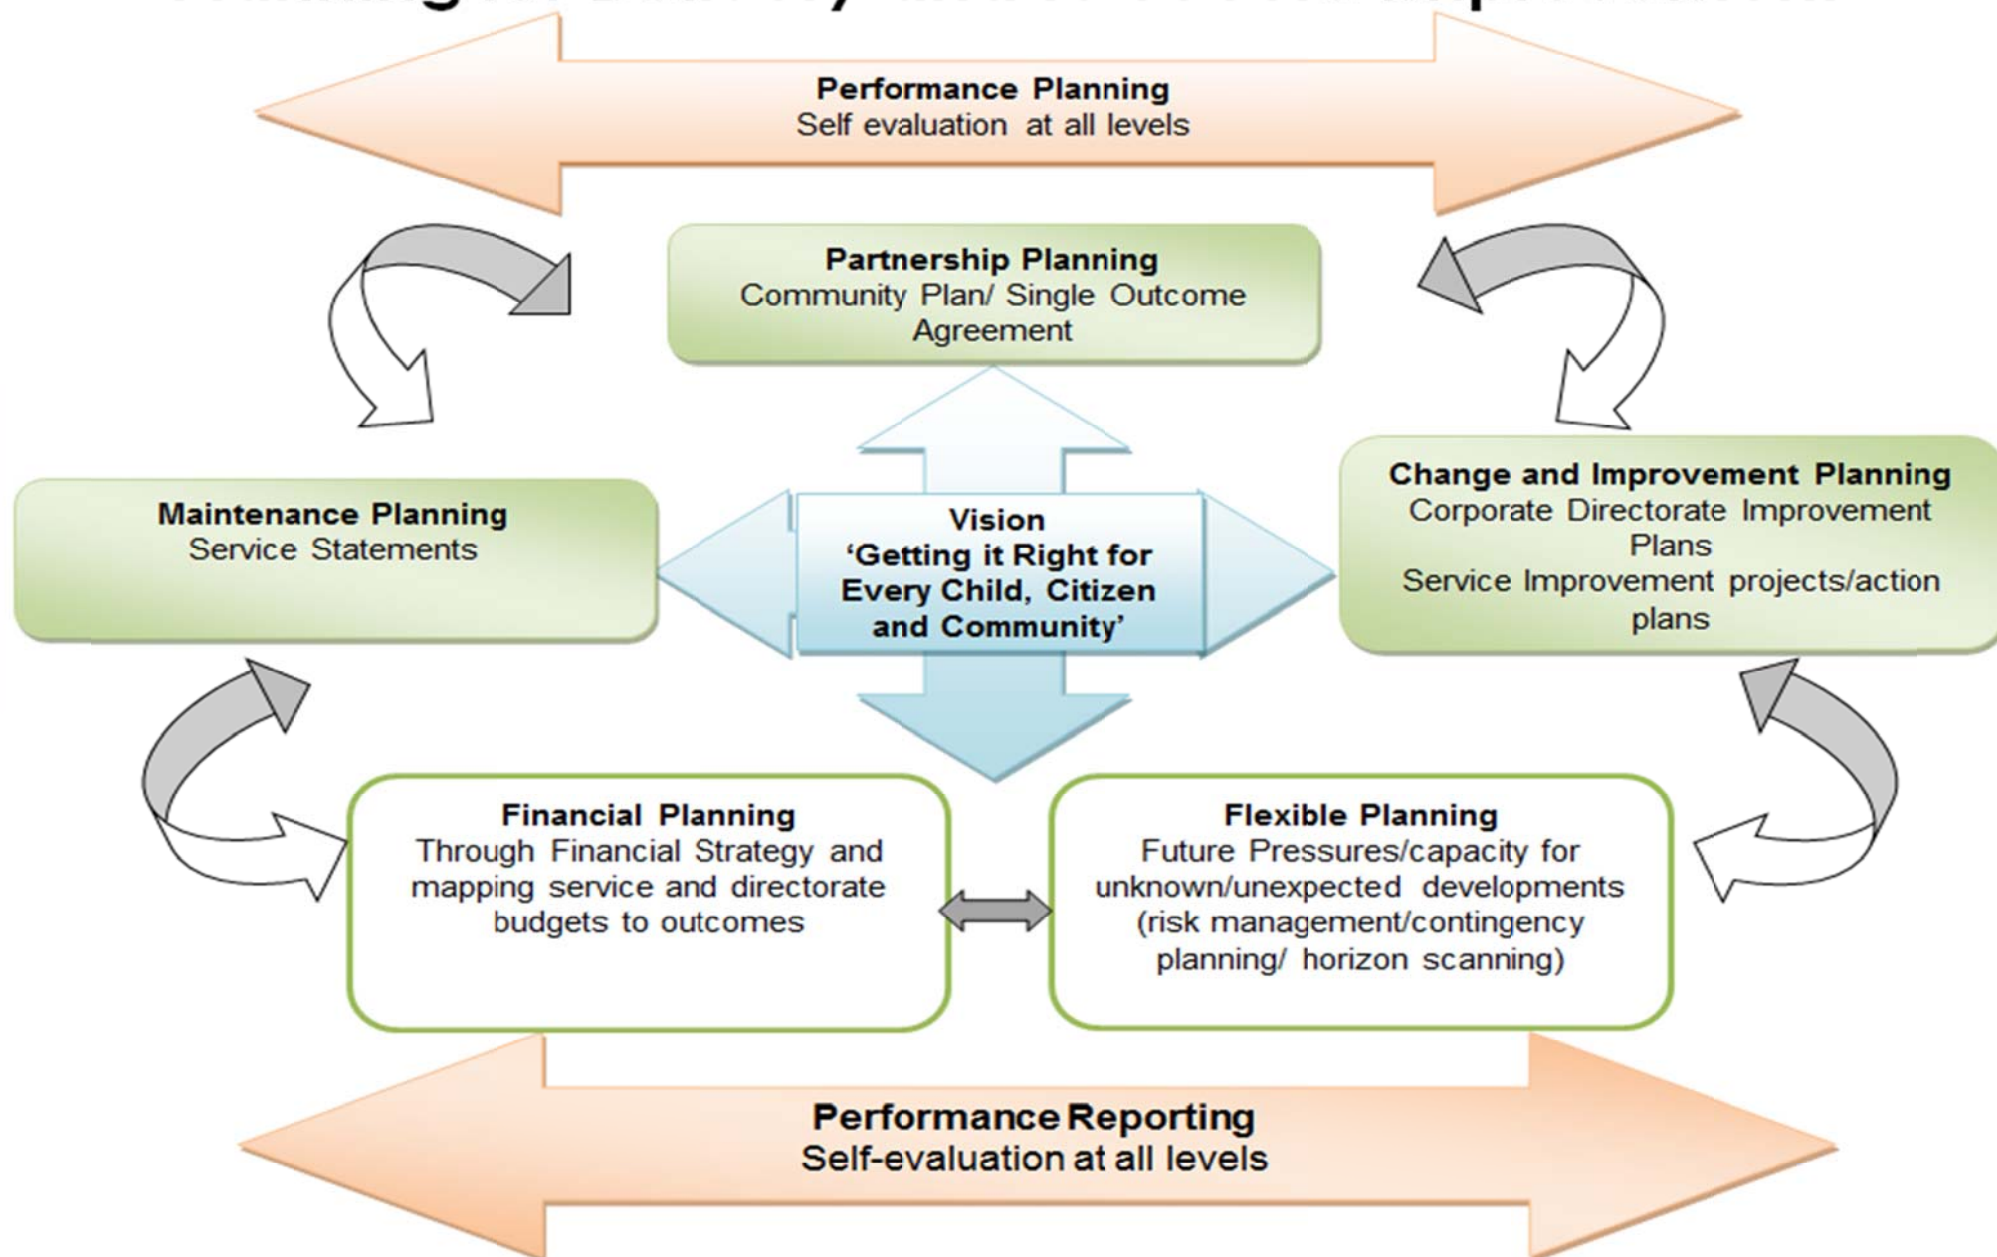 Performance Planning
Self evaluation at all levels
Partnership Planning
Community Plan/ Single Outcome
Agreement
Maintenance Planning
Service Statements
Vision
‘Getting it Right for
Every Child, Citizen
and Community’
Change and Improvement Planning
Corporate Directorate Improvement
Plans
Service Improvement projects/action
plans
Financial Planning
Through Financial Strategy and
mapping service and directorate
budgets to outcomes
Flexible Planning
Future Pressures/capacity for
unknown/unexpected developments
(risk management/contingency
planning/ horizon scanning)
Performance Reporting
Self-evaluation at all levels